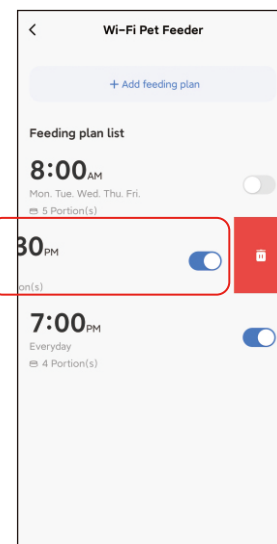 Wi-Fi Pet Feeder
+ Add feeding plan
Feeding plan list
8:00AM
Mon. Tue. Wed. Thu. Fri.
5 Portion(s)
30PM
on(s)
7:00PM
Everyday
4 Portion(s)